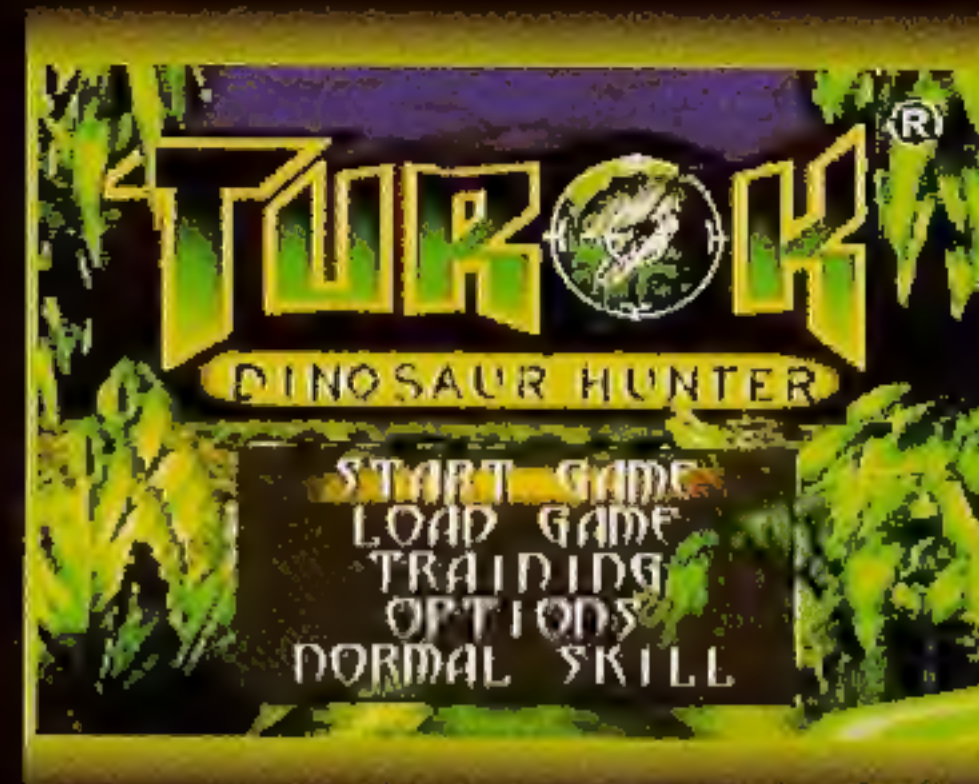 TUROK®
DINOSAUR HUNTER
START GAME
LOAD GAME
TRAINING
OPTIONS
NORMAL SKILL